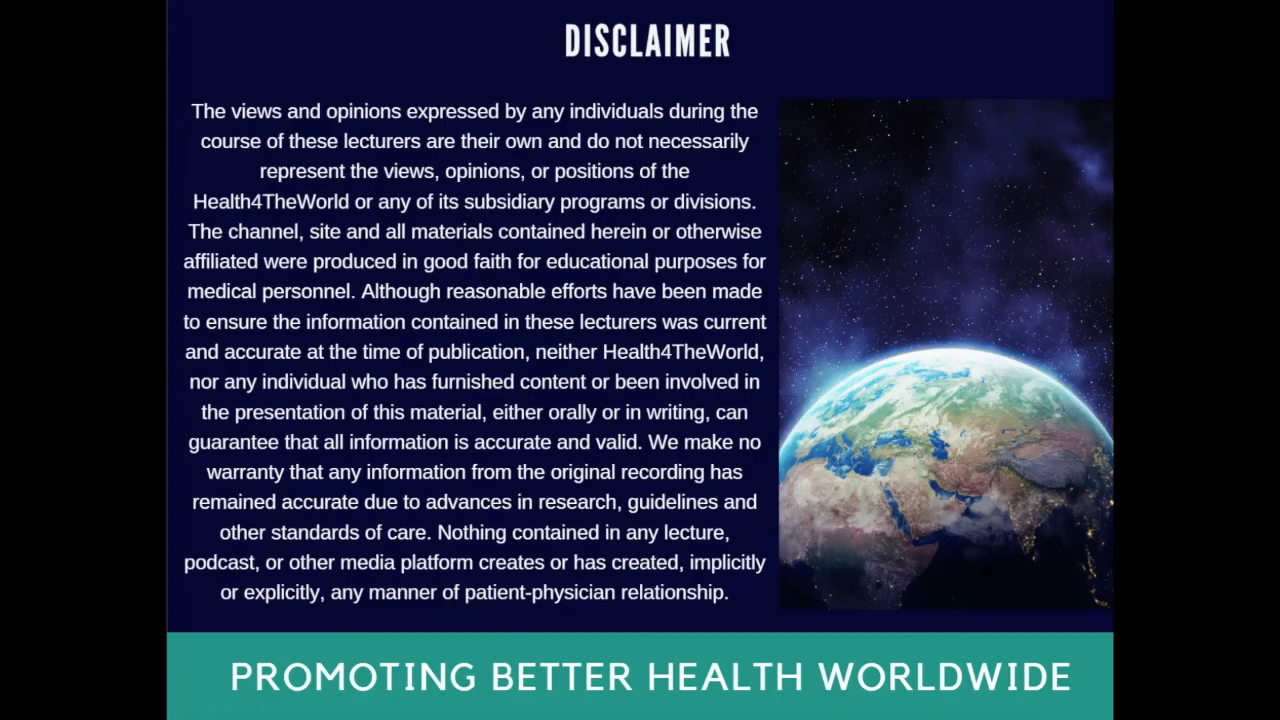 DISCLAIMER
The views and opinions expressed by any individuals during the
course of these lecturers are their own and do not necessarily
represent the views, opinions, or positions of the
Health4TheWorld or any of its subsidiary programs or divisions.
The channel, site and all materials contained herein or otherwise
affiliated were produced in good faith for educational purposes for
medical personnel. Although reasonable efforts have been made
to ensure the information contained in these lecturers was current
and accurate at the time of publication, neither Health4TheWorld,
nor any individual who has furnished content or been involved in
the presentation of this material, either orally or in writing, can
guarantee that all information is accurate and valid. We make no
warranty that any information from the original recording has
remained accurate due to advances in research, guidelines and
other standards of care. Nothing contained in any lecture,
podcast, or other media platform creates or has created, implicitly
or explicitly, any manner of patient-physician relationship.
PROMOTING BETTER HEALTH WORLDWIDE